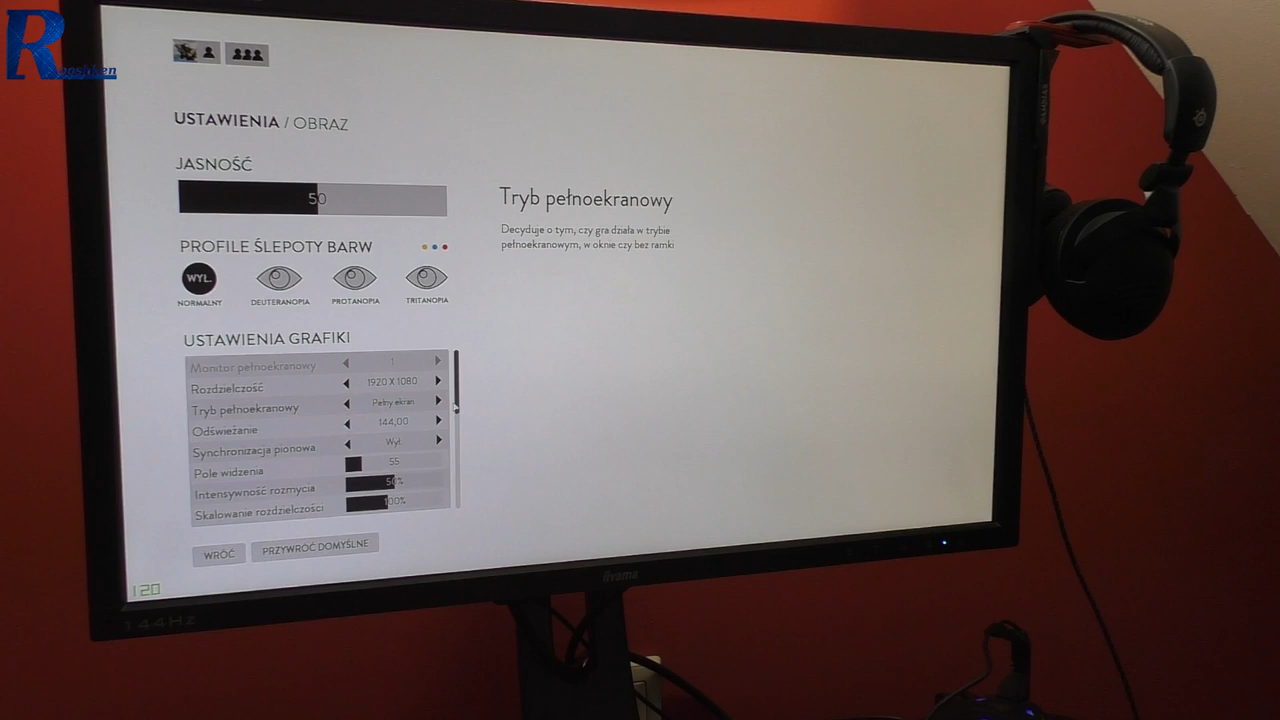 Rooshken
USTAWIENIA / OBRAZ
JASNOŚĆ
50
PROFILE ŚLEPOTY BARW
WYŁ.
NORMALNY DEUTERANOPIA PROTANOPIA TRITANOPIA
USTAWIENIA GRAFIKI
Monitor pełnoekranowy 1
Rozdzielczość 1920 X 1080
Tryb pełnoekranowy Pełny ekran
Odświeżanie 144,00
Synchronizacja pionowa Wył.
Pole widzenia 55
Intensywność rozmycia 50%
Skalowanie rozdzielczości 100%
WRÓĆ PRZYWRÓĆ DOMYŚLNE
Tryb pełnoekranowy
Decyduje o tym, czy gra działa w trybie
pełnoekranowym, w oknie czy bez ramki
120
144Hz
iiyama